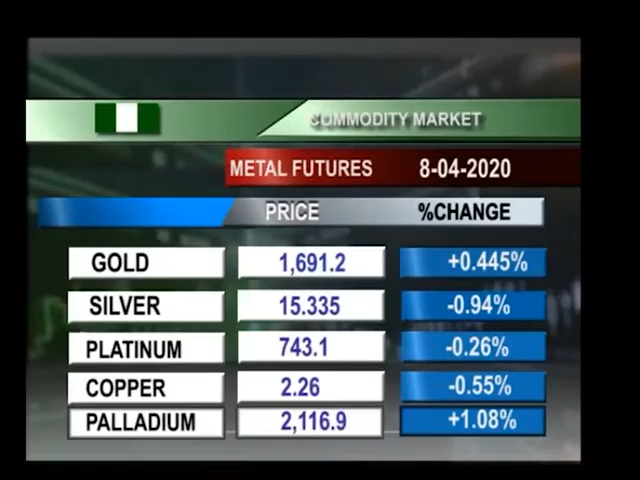 COMMODITY MARKET
METAL FUTURES 8-04-2020
PRICE %CHANGE
GOLD 1,691.2 +0.445%
SILVER 15.335 -0.94%
PLATINUM 743.1 -0.26%
COPPER 2.26 -0.55%
PALLADIUM 2,116.9 +1.08%